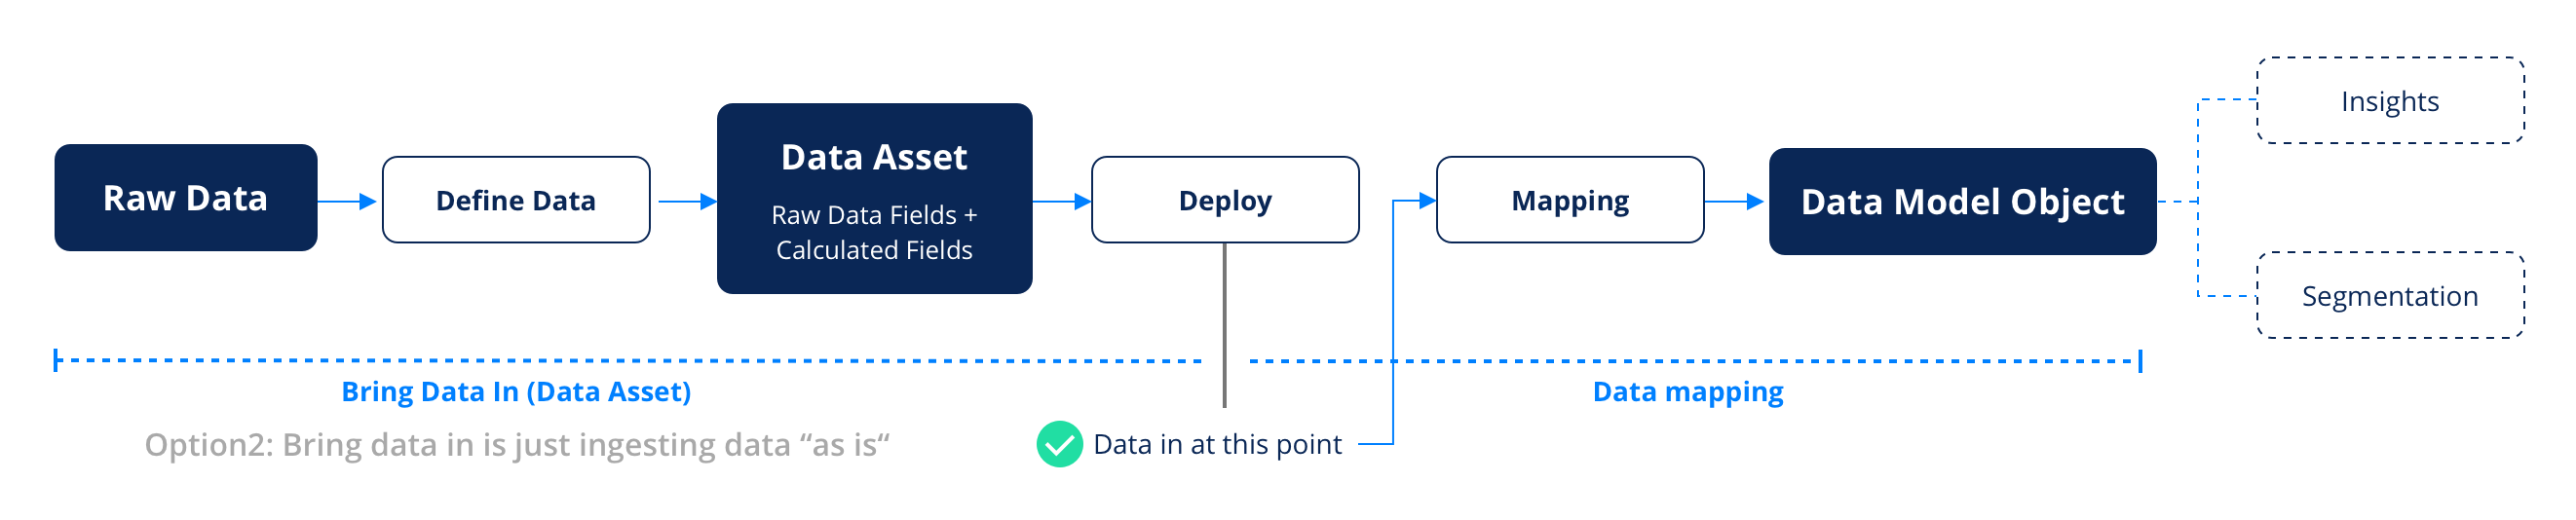 Raw Data
Define Data
Data Asset
Raw Data Fields +
Calculated Fields
Deploy
Mapping
Data Model Object
Insights
Segmentation
Bring Data In (Data Asset)
Data mapping
Option2: Bring data in is just ingesting data “as is“
Data in at this point